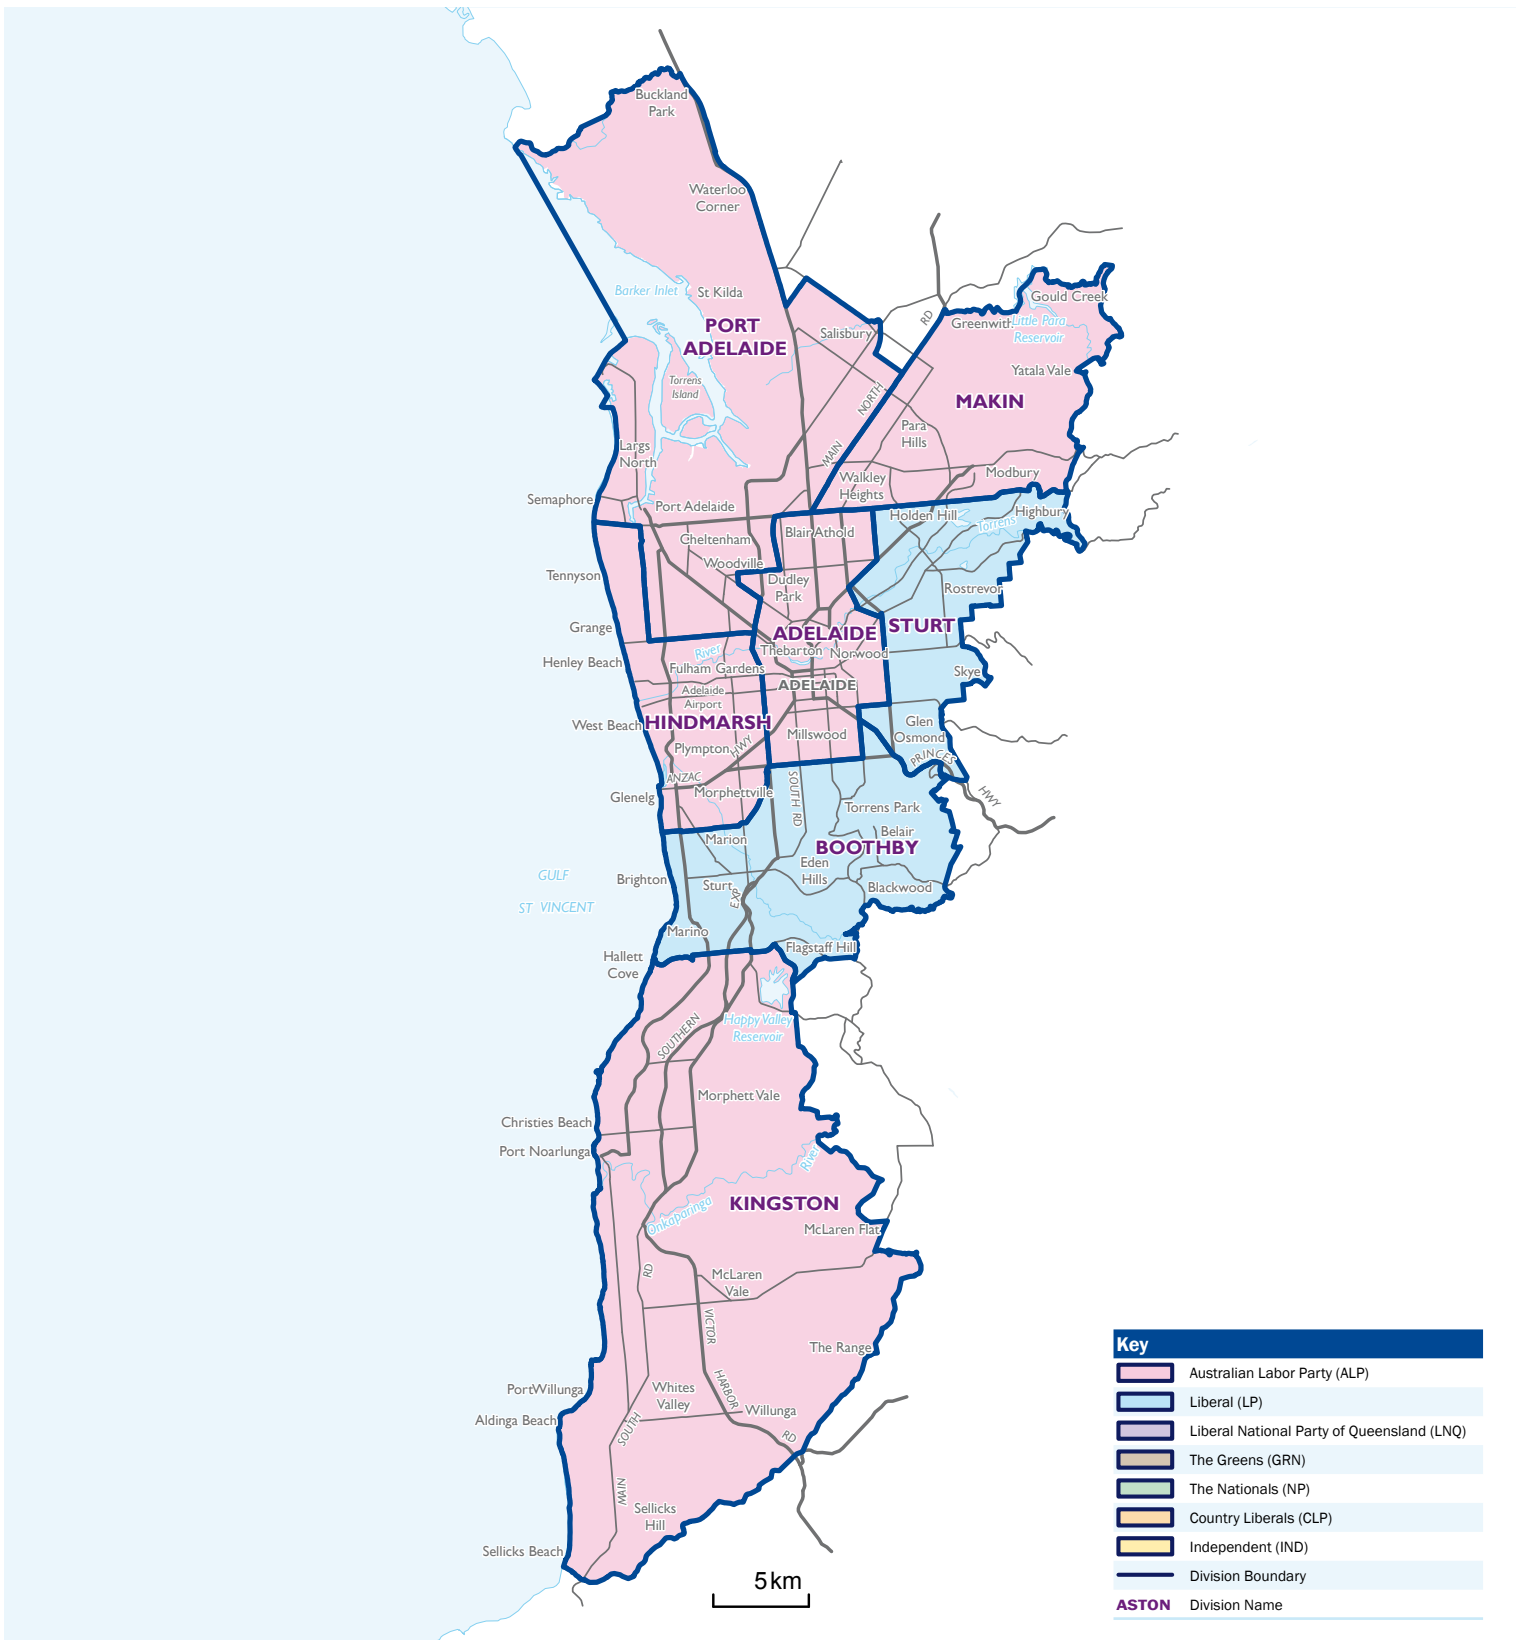 Buckland
Park
Waterloo
Corner
Barker Inlet
St Kilda
PORT
ADELAIDE
Salisbury
RD
Greenwith
Gould Creek
Little Para
Reservoir
Torrens
Island
Yatala Vale
NORTH
MAKIN
Para
Hills
MAIN
Largs
North
Modbury
Walkley
Heights
Semaphore
Port Adelaide
Holden Hill
Highbury
Torrens
Blair Athold
Cheltenham
Woodville
Tennyson
Dudley
Park
Rostrevor
Grange
ADELAIDE
STURT
River
Thebarton
Norwood
Henley Beach
Fulham Gardens
Skye
Adelaide
Airport
ADELAIDE
West Beach
HINDMARSH
Glen
Osmond
Millswood
Plympton
HWY
PRINCES
ANZAC
Glenelg
Morphettville
SOUTH RD
HWY
Torrens Park
Marion
Belair
BOOTHBY
Eden
Hills
GULF
ST VINCENT
Brighton
Sturt
EXP
Blackwood
Marino
Flagstaff Hill
Hallett
Cove
SOUTHERN
Happy Valley
Reservoir
Morphett Vale
Christies Beach
Port Noarlunga
River
Onkaparinga
KINGSTON
McLaren Flat
RD
McLaren
Vale
VICTOR
The Range
HARBOR
PortWillunga
Whites
Valley
Aldinga Beach
Willunga
SOUTH
RD
MAIN
Sellicks
Hill
Sellicks Beach
5 km
Key
Australian Labor Party (ALP)
Liberal (LP)
Liberal National Party of Queensland (LNQ)
The Greens (GRN)
The Nationals (NP)
Country Liberals (CLP)
Independent (IND)
Division Boundary
ASTON Division Name